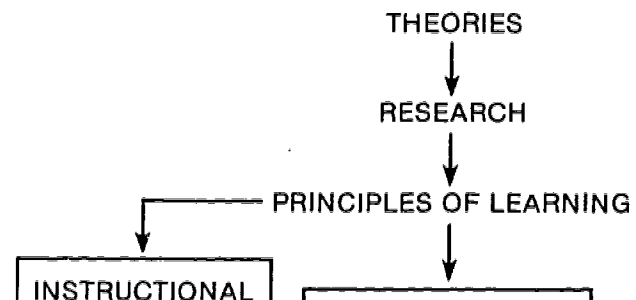 THEORIES
RESEARCH
PRINCIPLES OF LEARNING
INSTRUCTIONAL